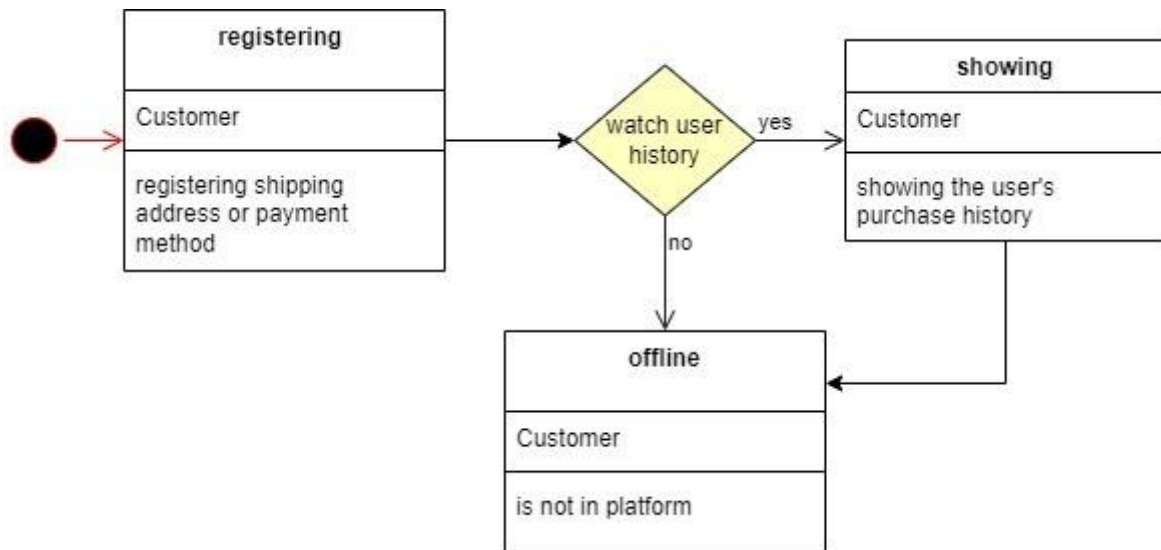 registering
Customer
registering shipping
address or payment
method
watch user
history
yes
no
showing
Customer
showing the user's
purchase history
offline
Customer
is not in platform